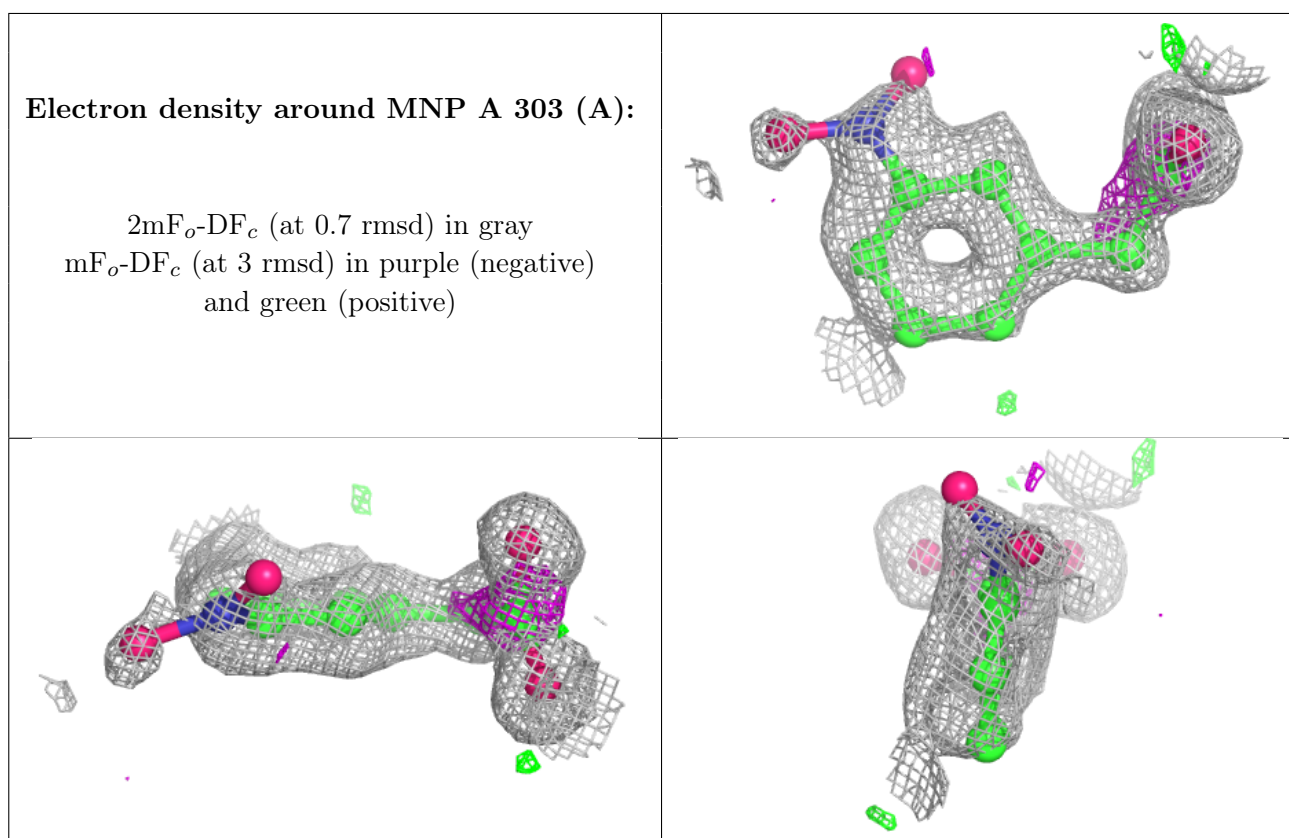 Electron density around MNP A 303 (A):
2mFₒ-DF𝒸 (at 0.7 rmsd) in gray
mFₒ-DF𝒸 (at 3 rmsd) in purple (negative)
and green (positive)